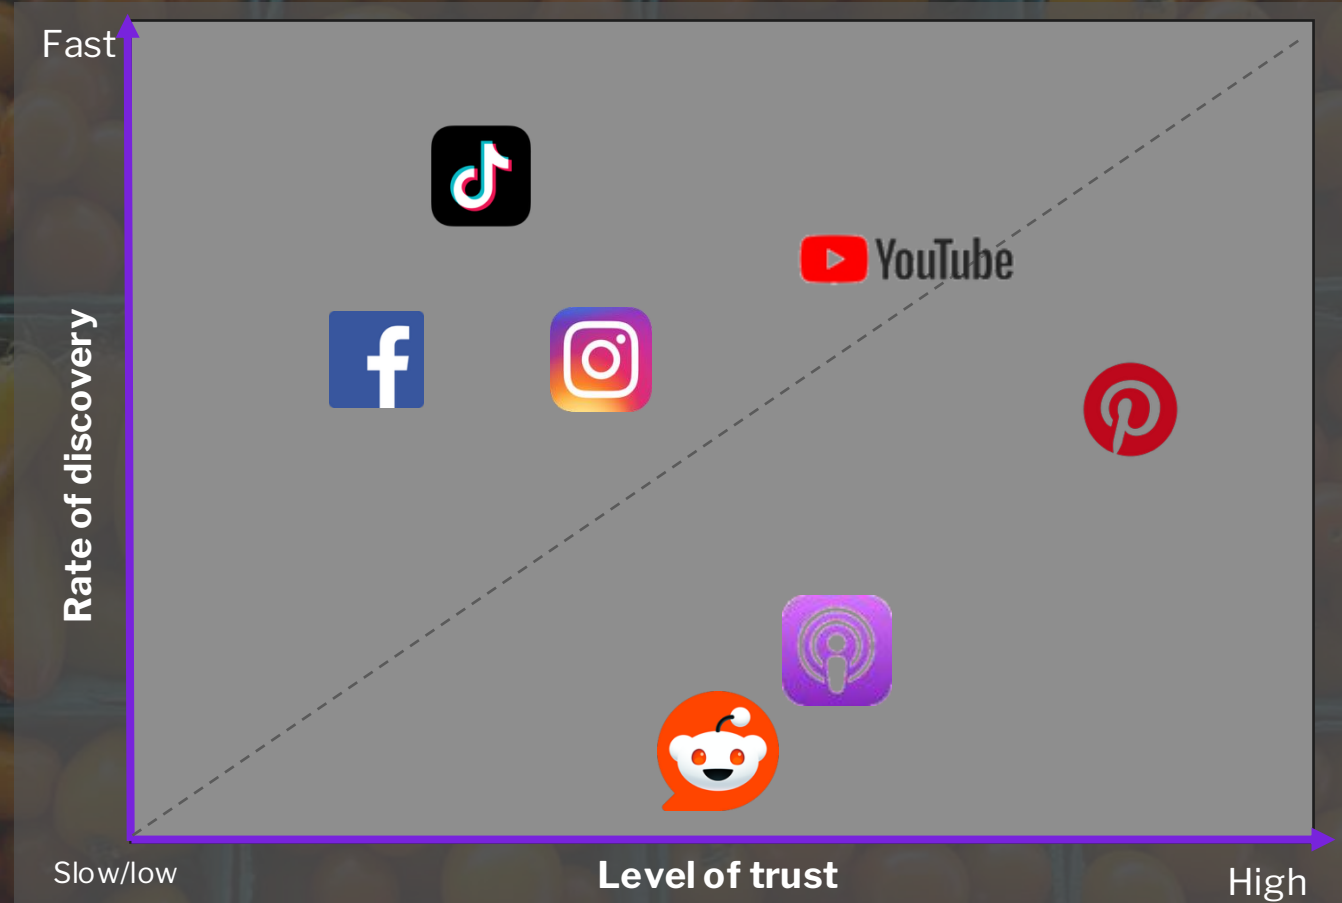 Fast
YouTube
Rate of discovery
Slow/low
Level of trust
High